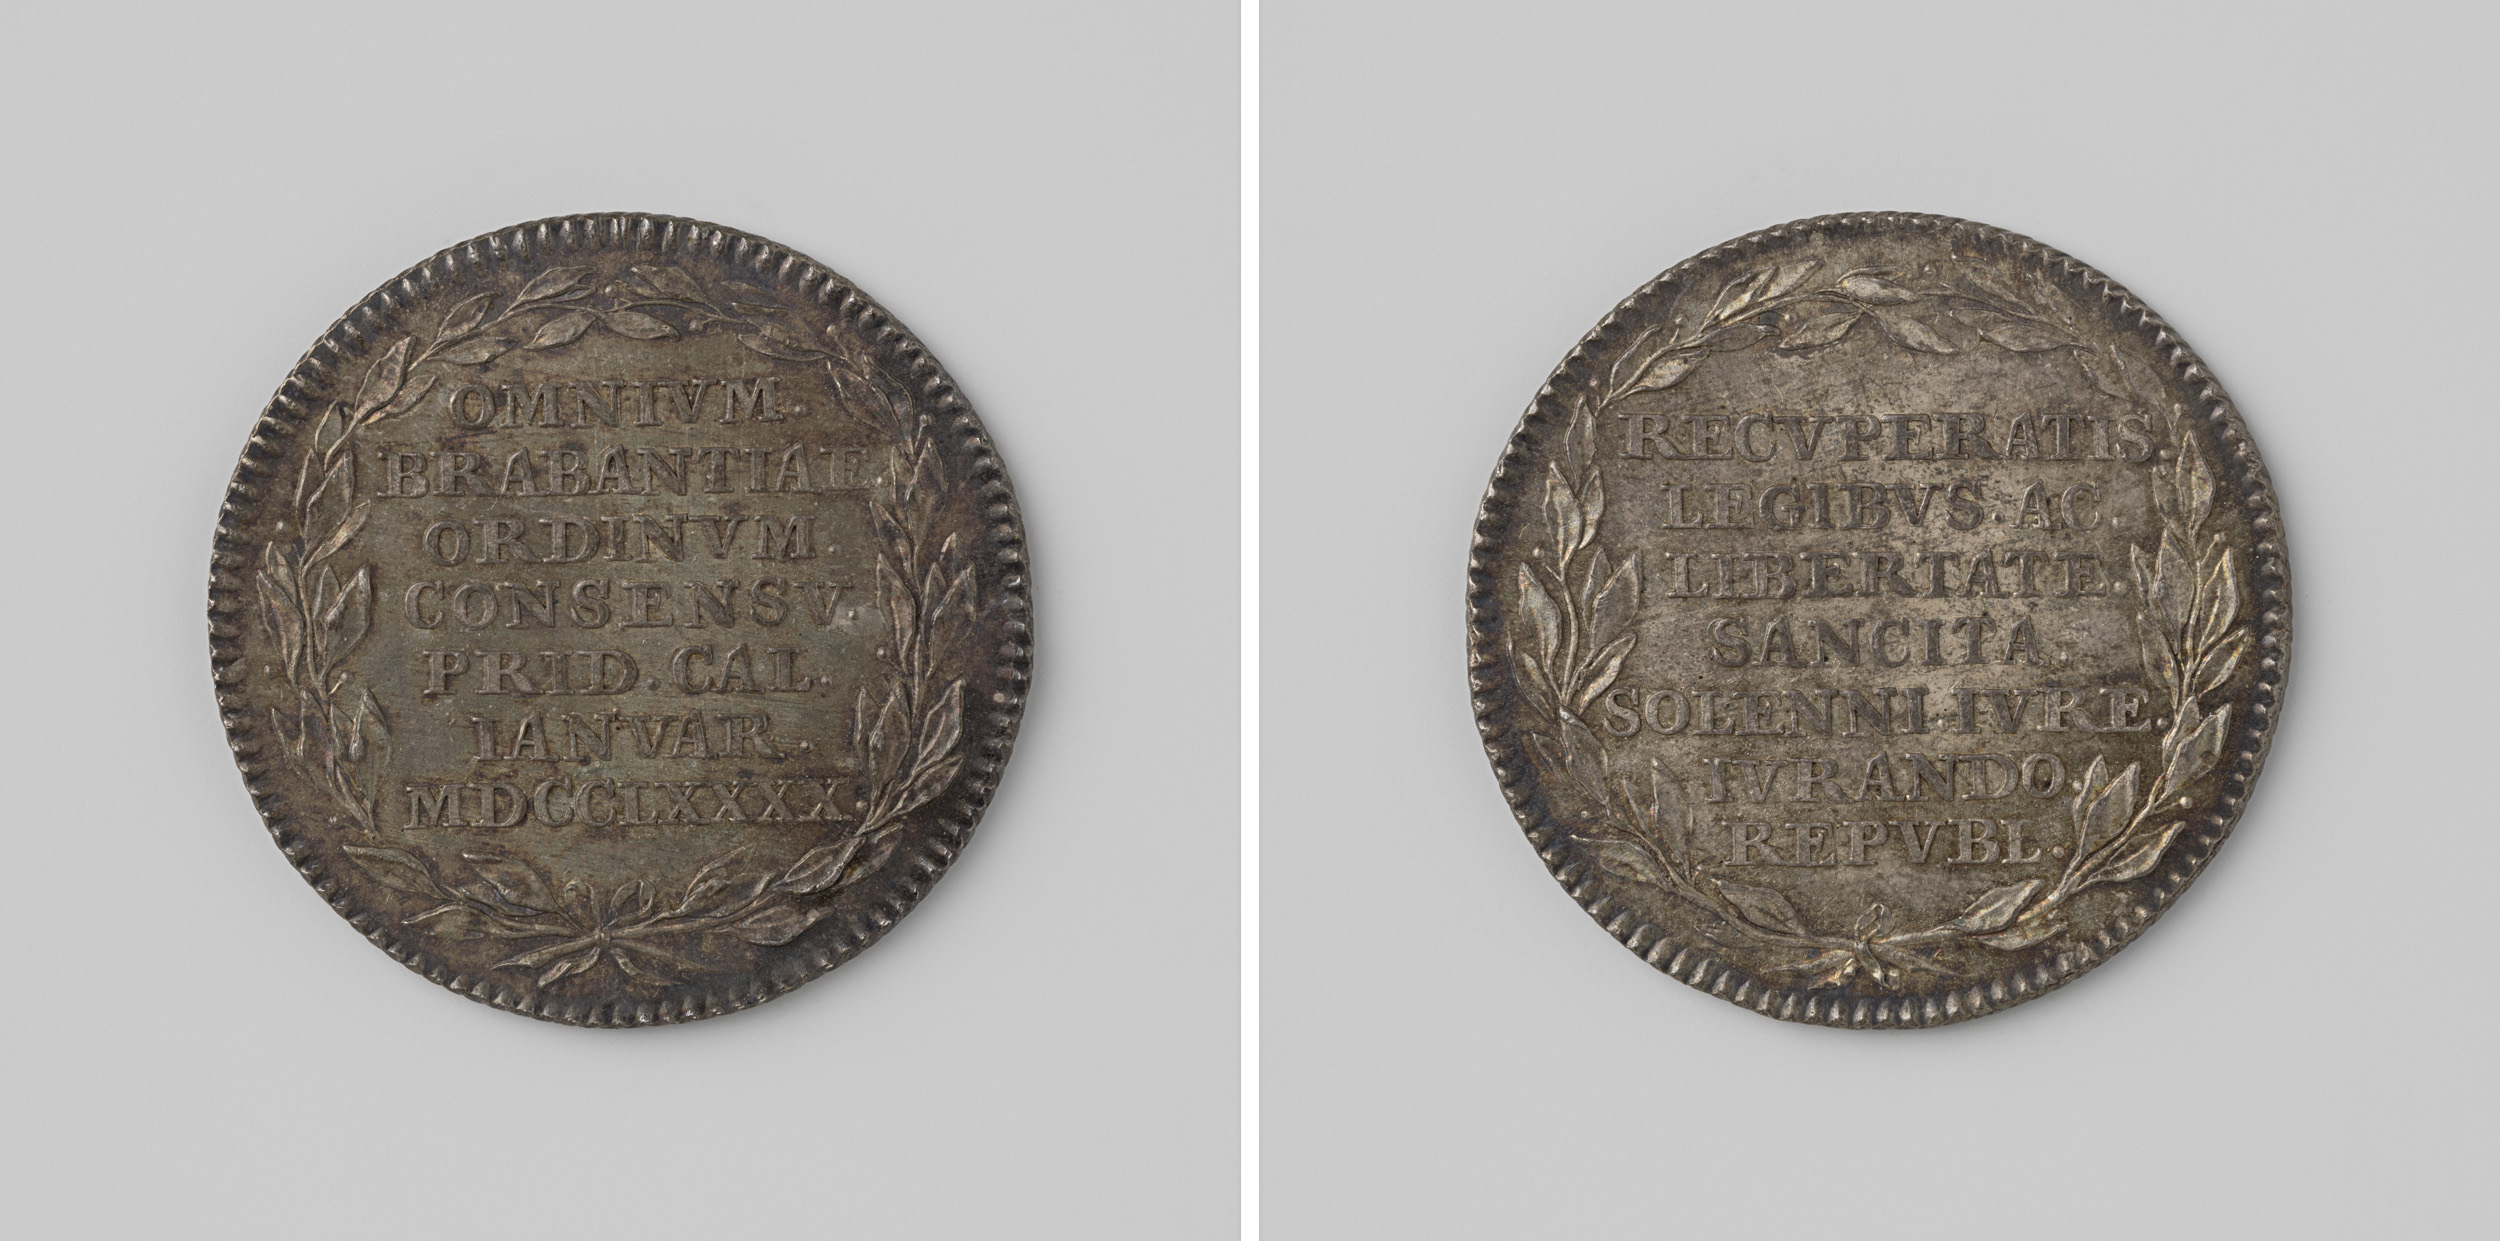 OMNIVM.
BRABANTIAE.
ORDINVM.
CONSENSV.
PRID. CAL.
IANVAR.
MDCCLXXXX.
RECVPERATIS.
LEGIBVS. AC.
LIBERTATE.
SANCITA.
SOLENNI. IVRE.
IVRANDO.
REPVBL.